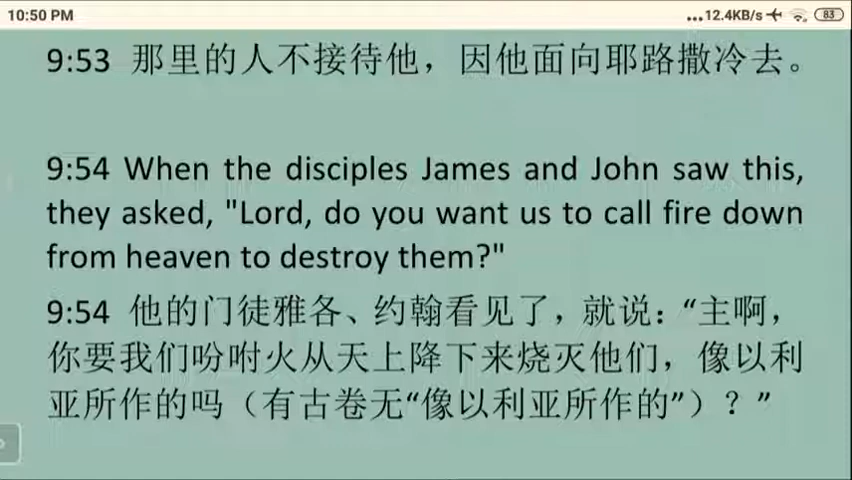 10:50 PM ...12.4KB/s 83
9:53 那里的人不接待他，因他面向耶路撒冷去。
9:54 When the disciples James and John saw this,
they asked, "Lord, do you want us to call fire down
from heaven to destroy them?"
9:54 他的门徒雅各、约翰看见了，就说：“主啊，
你要我们吩咐火从天上降下来烧灭他们，像以利
亚所作的吗（有古卷无“像以利亚所作的”）？”